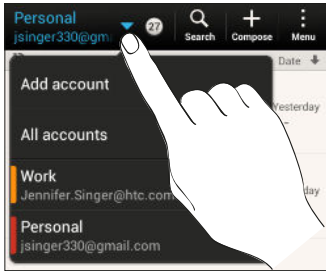 Personal
jsinger330@gm
27
Search
Compose
Menu
Date
Add account
Yesterday
All accounts
Work
Jennifer.Singer@htc.com
day
Personal
jsinger330@gmail.com